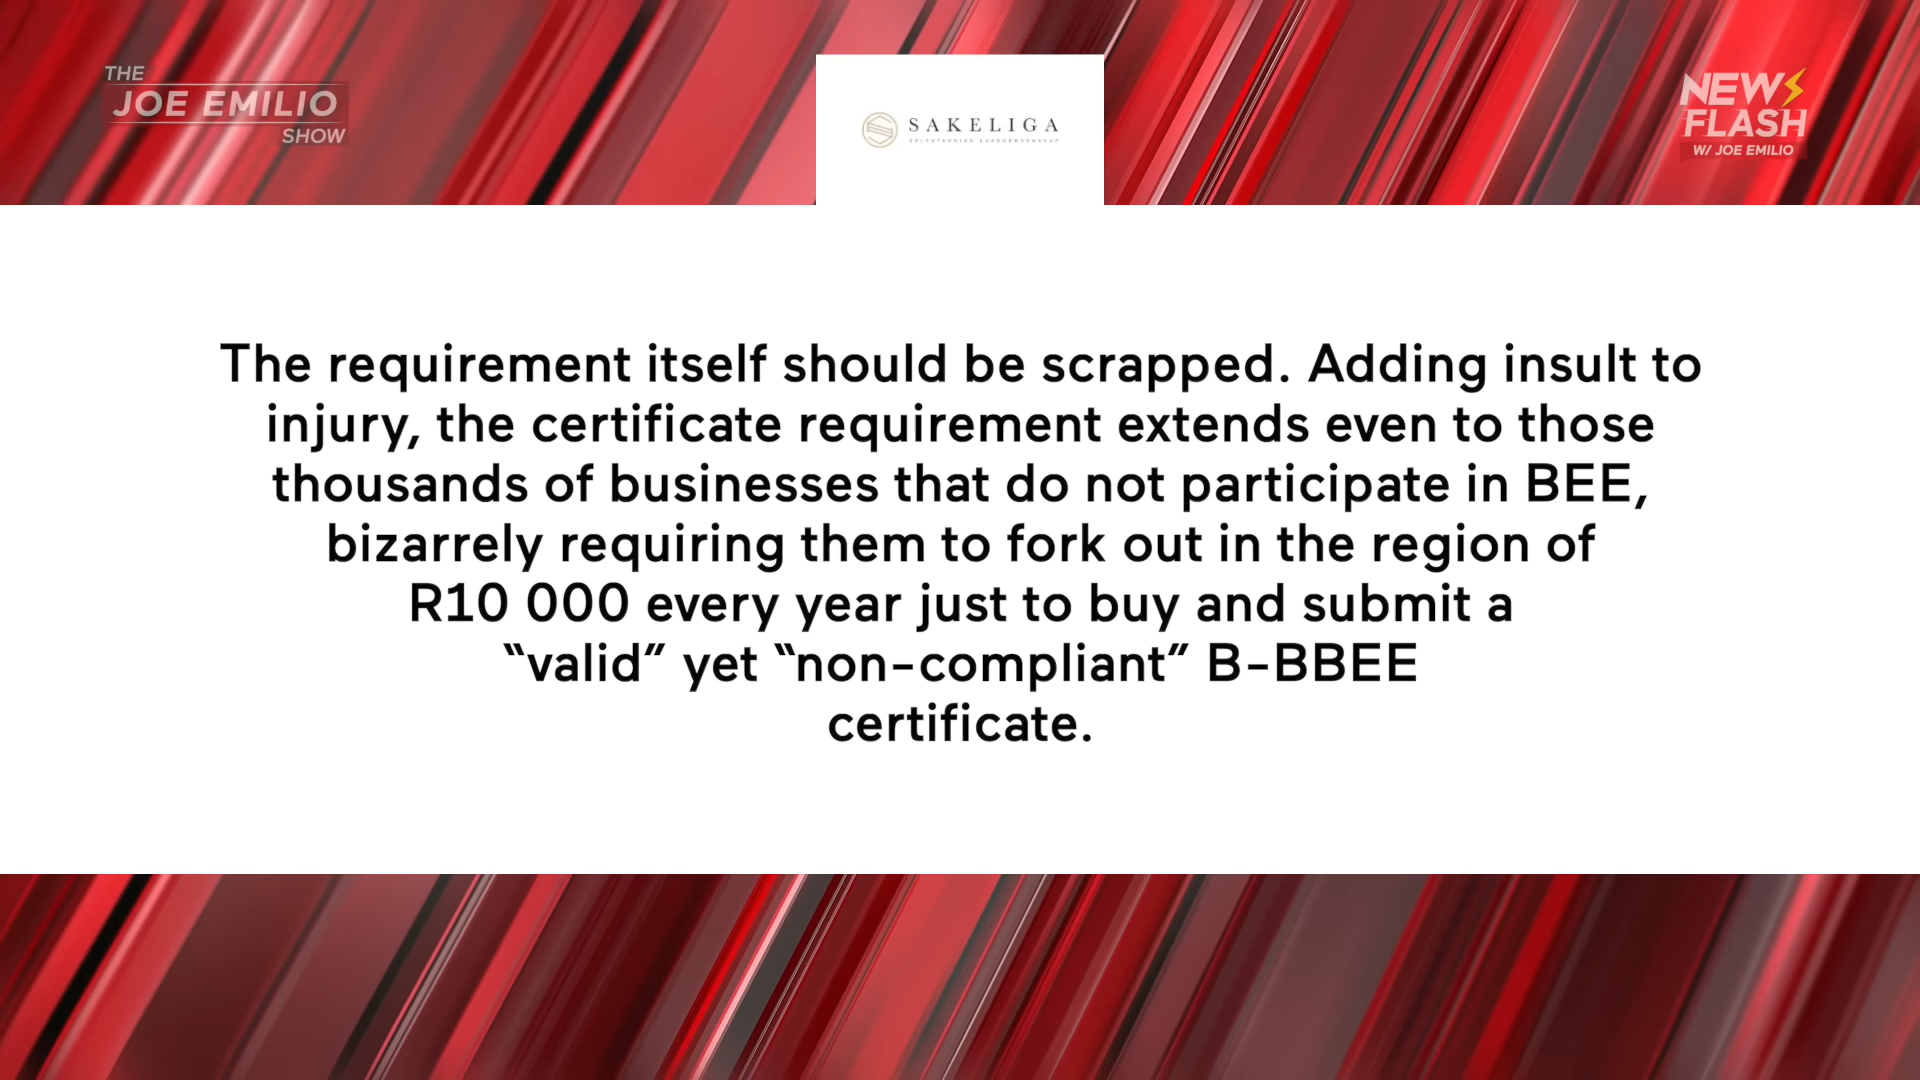 THE
JOE EMILIO
SHOW
SAKELIGA
NEWS
FLASH
W/ JOE EMILIO
The requirement itself should be scrapped. Adding insult to
injury, the certificate requirement extends even to those
thousands of businesses that do not participate in BEE,
bizarrely requiring them to fork out in the region of
R10 000 every year just to buy and submit a
“valid” yet “non-compliant” B-BBEE
certificate.